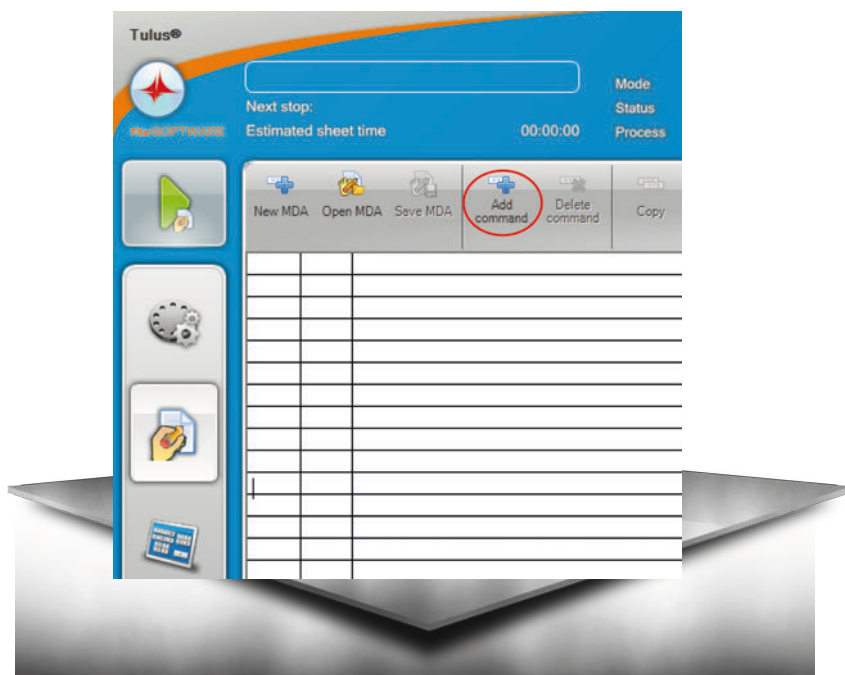 Tulus®
Next stop:
Estimated sheet time 00:00:00
Mode
Status
Process
New MDA Open MDA Save MDA Add command Delete command Copy